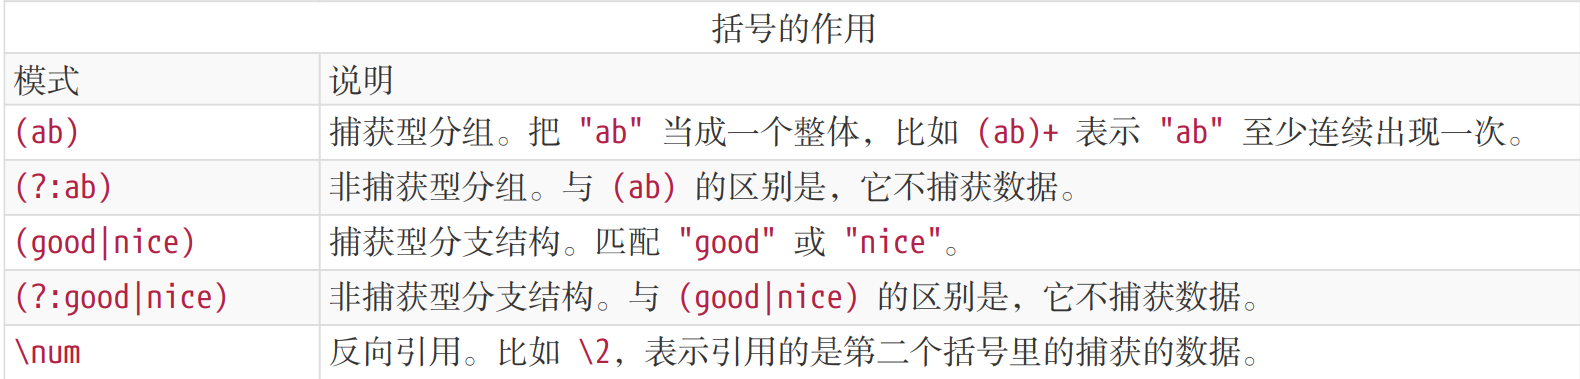 括号的作用
模式 说明
(ab) 捕获型分组。把 "ab" 当成一个整体，比如 (ab)+ 表示 "ab" 至少连续出现一次。
(?:ab) 非捕获型分组。与 (ab) 的区别是，它不捕获数据。
(good|nice) 捕获型分支结构。匹配 "good" 或 "nice"。
(?:good|nice) 非捕获型分支结构。与 (good|nice) 的区别是，它不捕获数据。
\num 反向引用。比如 \2，表示引用的是第二个括号里的捕获的数据。